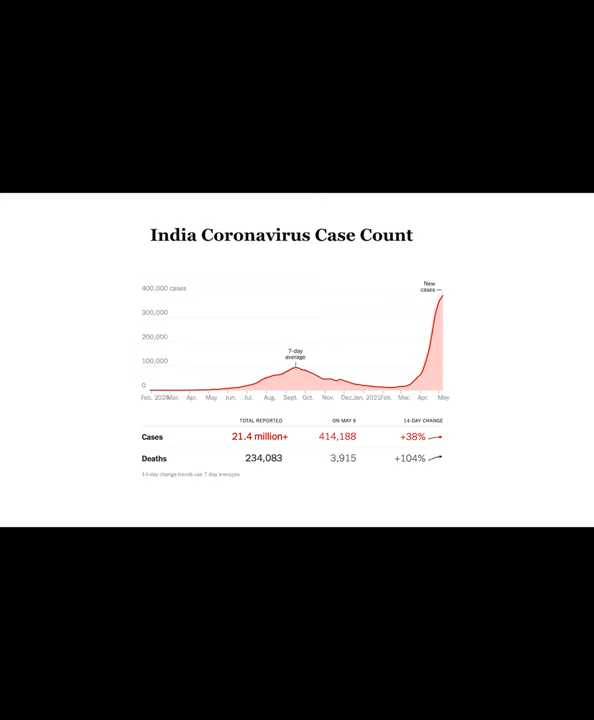 India Coronavirus Case Count
New
cases
400,000 cases
300,000
200,000
7-day
average
100,000
0
Feb. 2020 Mar. Apr. May Jun. Jul. Aug. Sept. Oct. Nov. Dec. Jan. 2021 Feb. Mar. Apr. May
TOTAL REPORTED ON MAY 6 14-DAY CHANGE
Cases 21.4 million+ 414,188 +38%
Deaths 234,083 3,915 +104%
14-day change trends use 7-day averages